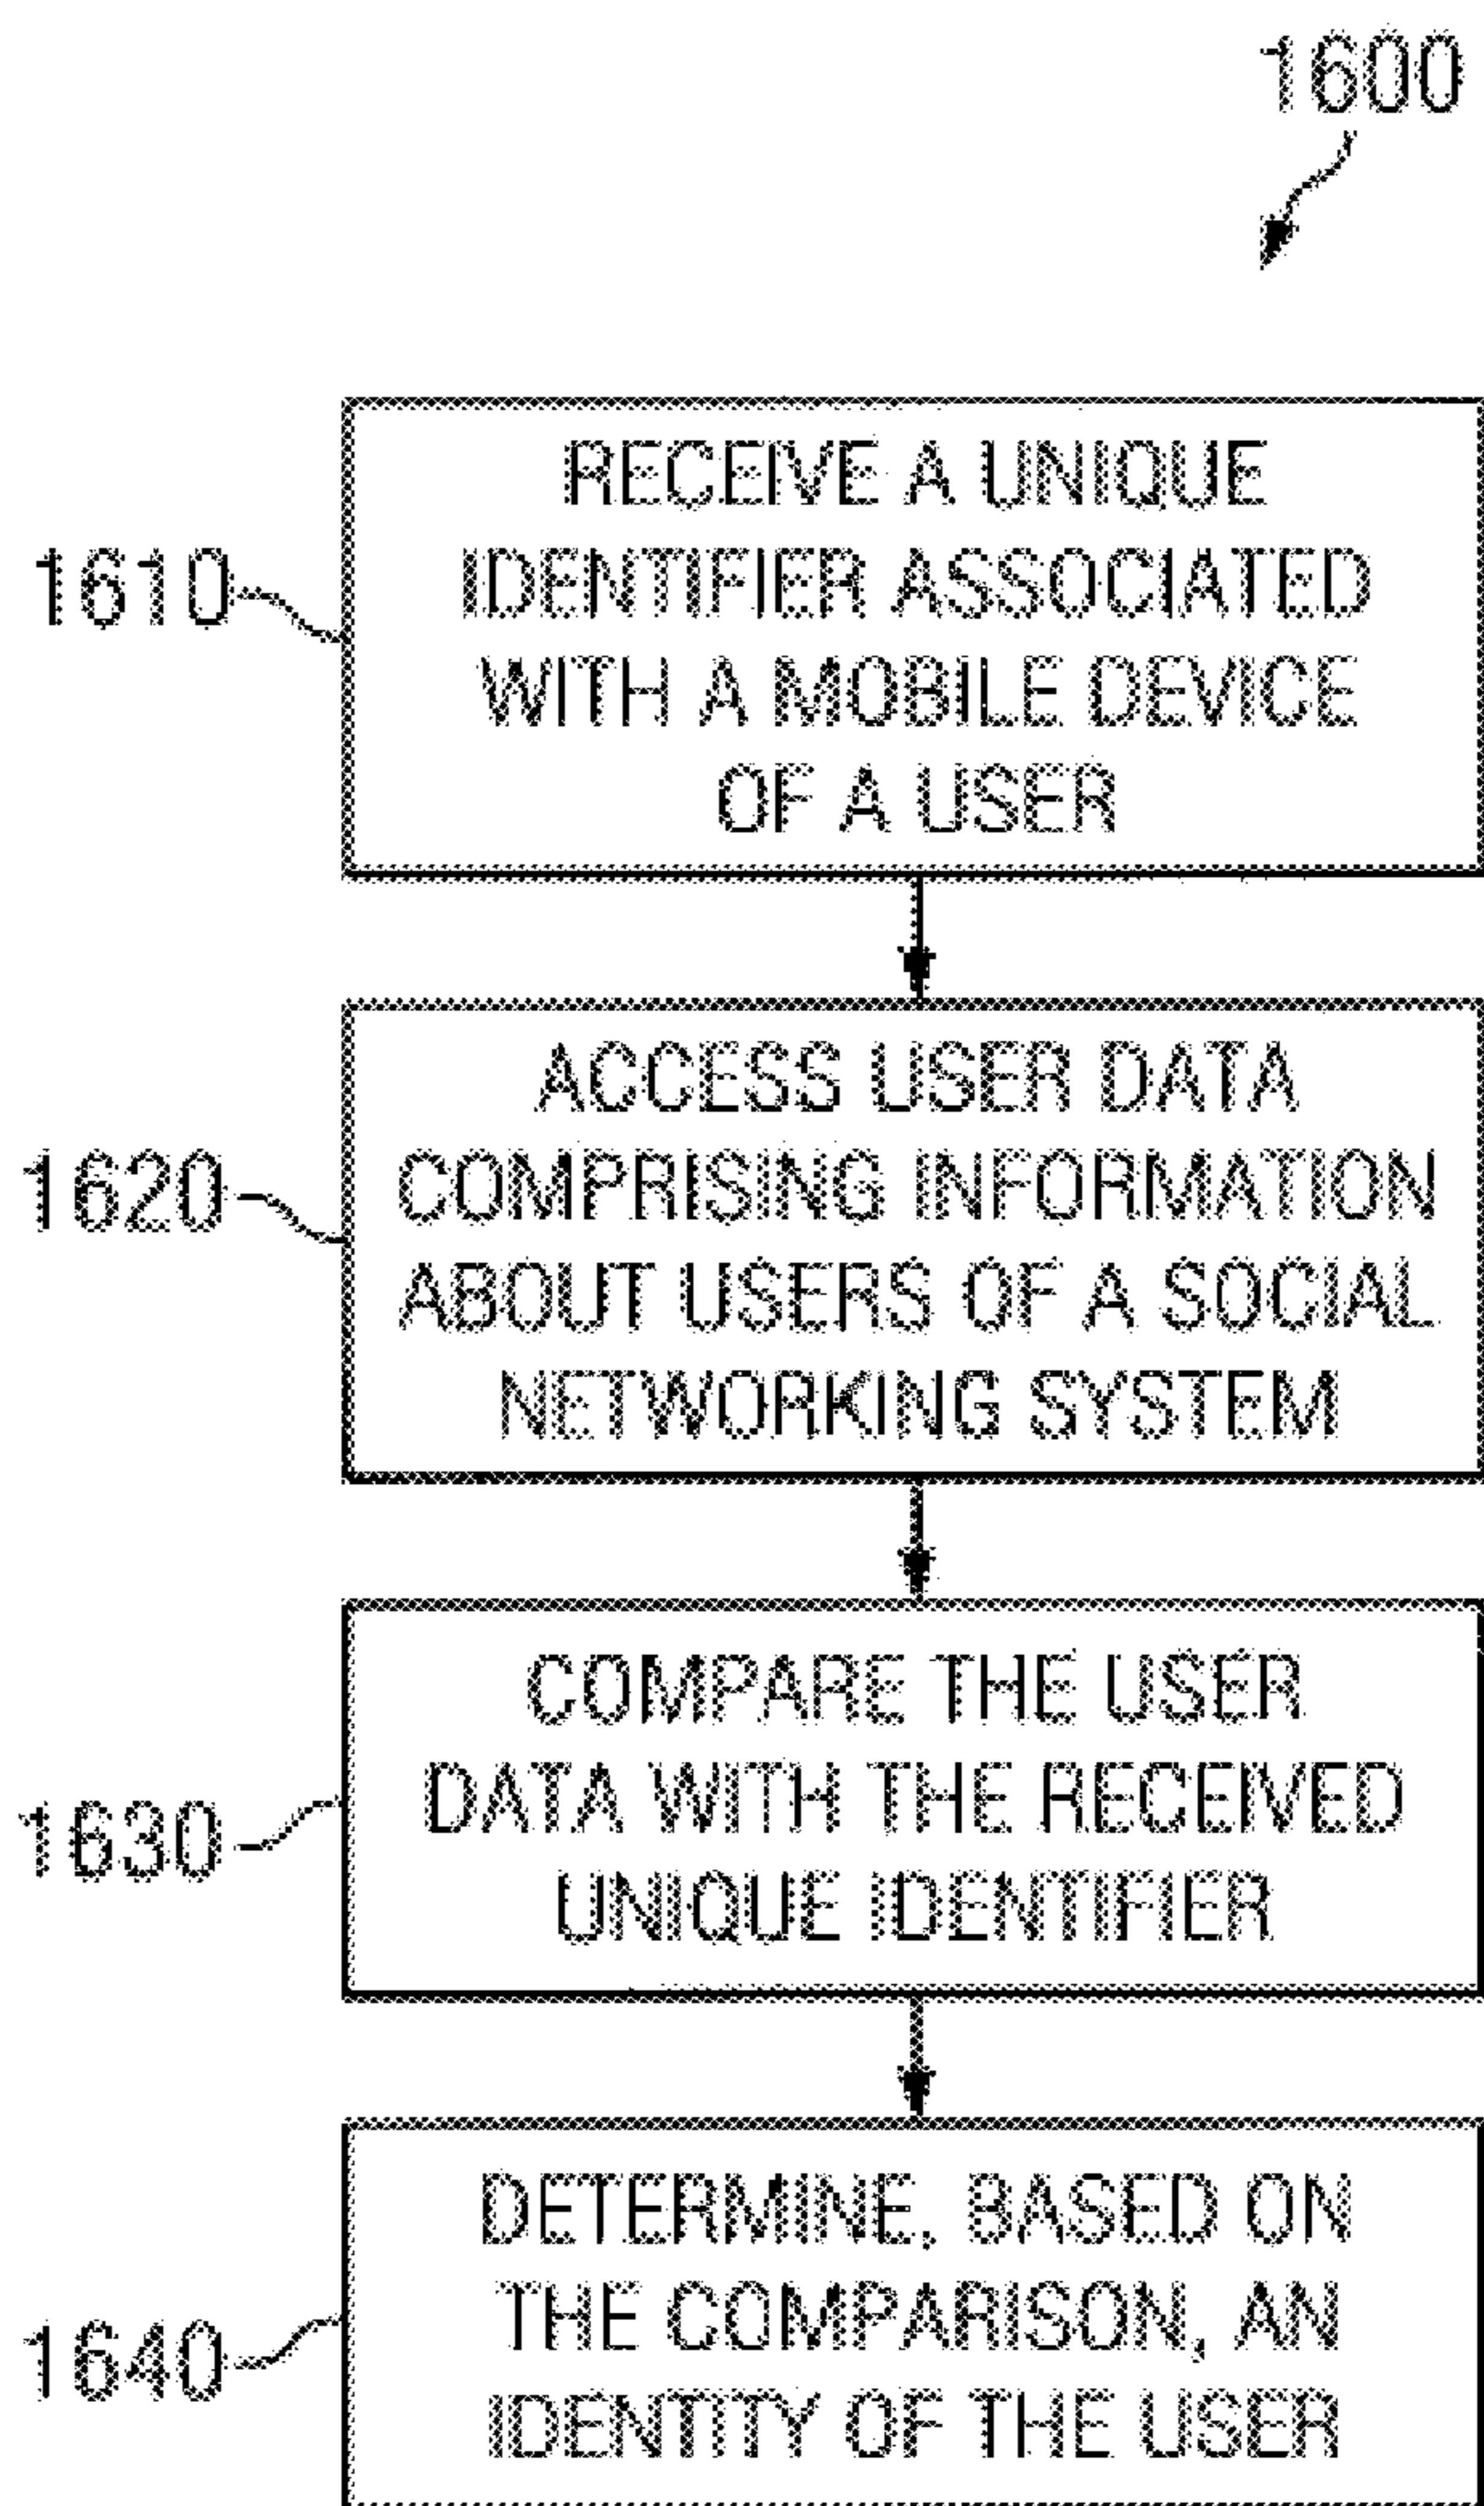 1600
RECEIVE A UNIQUE
IDENTIFIER ASSOCIATED
WITH A MOBILE DEVICE
OF A USER
1610
ACCESS USER DATA
COMPRISING INFORMATION
ABOUT USERS OF A SOCIAL
NETWORKING SYSTEM
1620
COMPARE THE USER
DATA WITH THE RECEIVED
UNIQUE IDENTIFIER
1630
DETERMINE, BASED ON
THE COMPARISON, AN
IDENTITY OF THE USER
1640